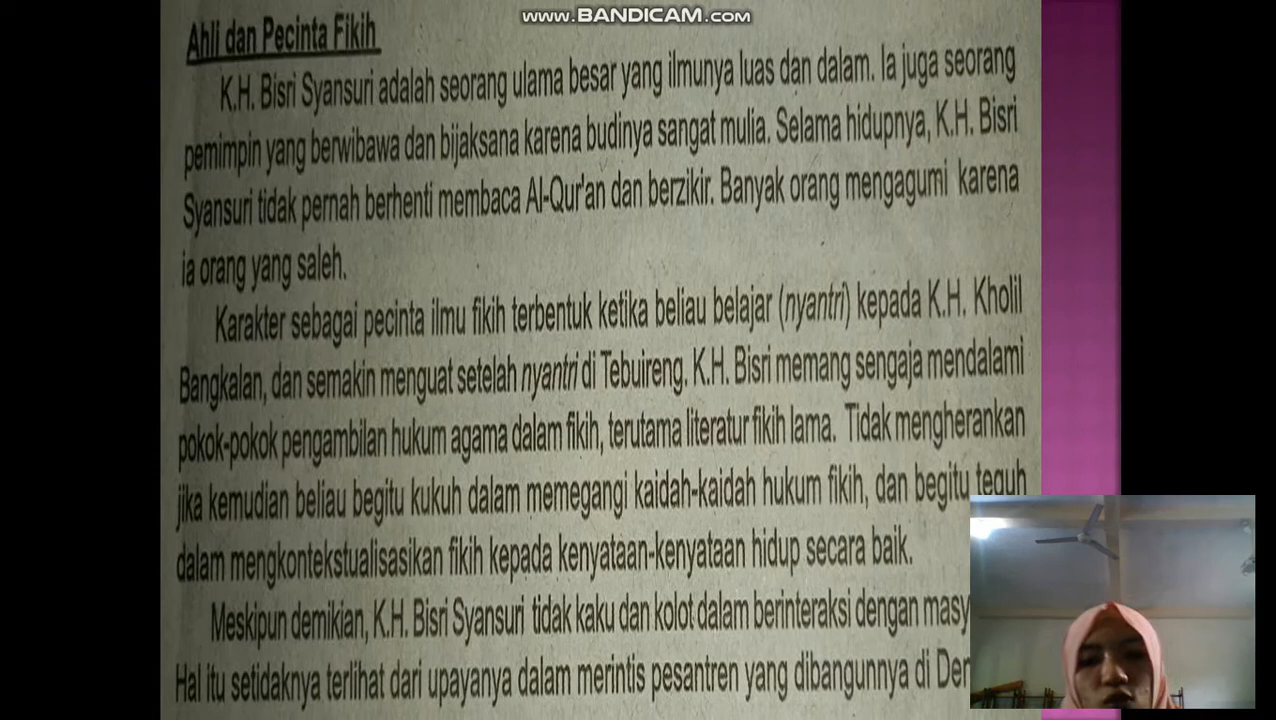 www.BANDICAM.com
Ahli dan Pecinta Fikih
K.H. Bisri Syansuri adalah seorang ulama besar yang ilmunya luas dan dalam. Ia juga seorang
pemimpin yang berwibawa dan bijaksana karena budinya sangat mulia. Selama hidupnya, K.H. Bisri
Syansuri tidak pernah berhenti membaca Al-Qur'an dan berzikir. Banyak orang mengagumi karena
ia orang yang saleh.
Karakter sebagai pecinta ilmu fikih terbentuk ketika beliau belajar (nyantri) kepada K.H. Kholil
Bangkalan, dan semakin menguat setelah nyantri di Tebuireng. K.H. Bisri memang sengaja mendalami
pokok-pokok pengambilan hukum agama dalam fikih, terutama literatur fikih lama. Tidak mengherankan
jika kemudian beliau begitu kukuh dalam memegangi kaidah-kaidah hukum fikih, dan begitu teguh
dalam mengkontekstualisasikan fikih kepada kenyataan-kenyataan hidup secara baik.
Meskipun demikian, K.H. Bisri Syansuri tidak kaku dan kolot dalam berinteraksi dengan masy
Hal itu setidaknya terlihat dari upayanya dalam merintis pesantren yang dibangunnya di Den